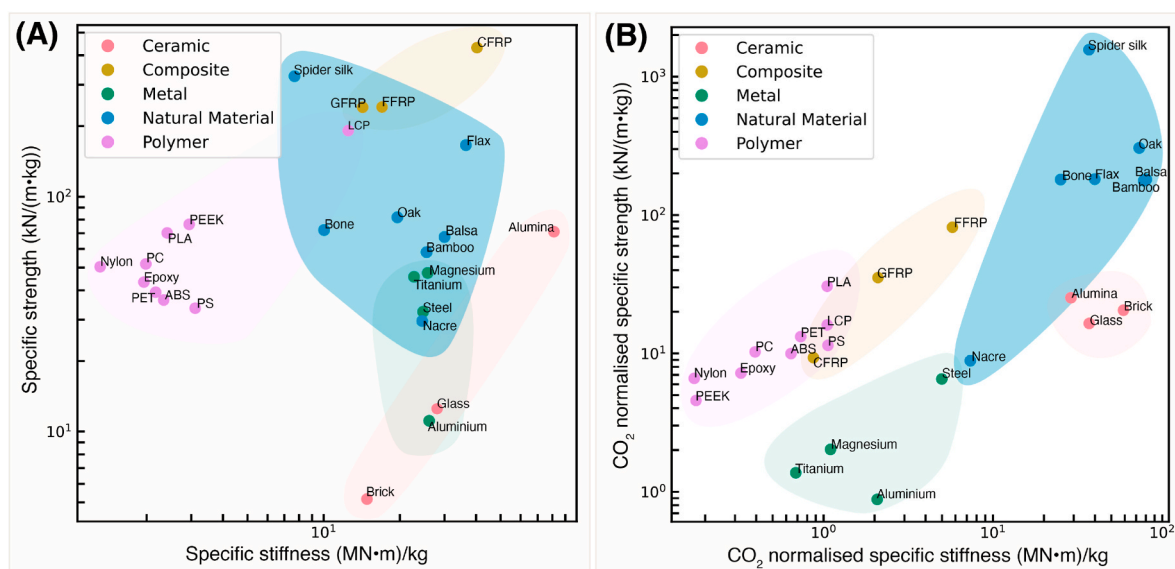 (A)
Ceramic
Composite
Metal
Natural Material
Polymer
CFRP
Spider silk
GFRP
FFRP
LCP
Flax
Bone
Oak
Balsa
Bamboo
Alumina
PEEK
PLA
Nylon
PC
Epoxy
PET
ABS
PS
Magnesium
Titanium
Steel
Nacre
Glass
Aluminium
Brick
10²
10¹
10¹
Specific strength (kN/(m•kg))
Specific stiffness (MN•m)/kg
(B)
Ceramic
Composite
Metal
Natural Material
Polymer
Spider silk
Oak
Bone
Flax
Balsa
Bamboo
FFRP
GFRP
PLA
LCP
PET
PS
PC
ABS
CFRP
Nylon
Epoxy
PEEK
Alumina
Brick
Glass
Nacre
Steel
Magnesium
Titanium
Aluminium
10³
10²
10¹
10⁰
10⁰
10¹
10²
CO₂ normalised specific strength (kN/(m•kg))
CO₂ normalised specific stiffness (MN•m)/kg